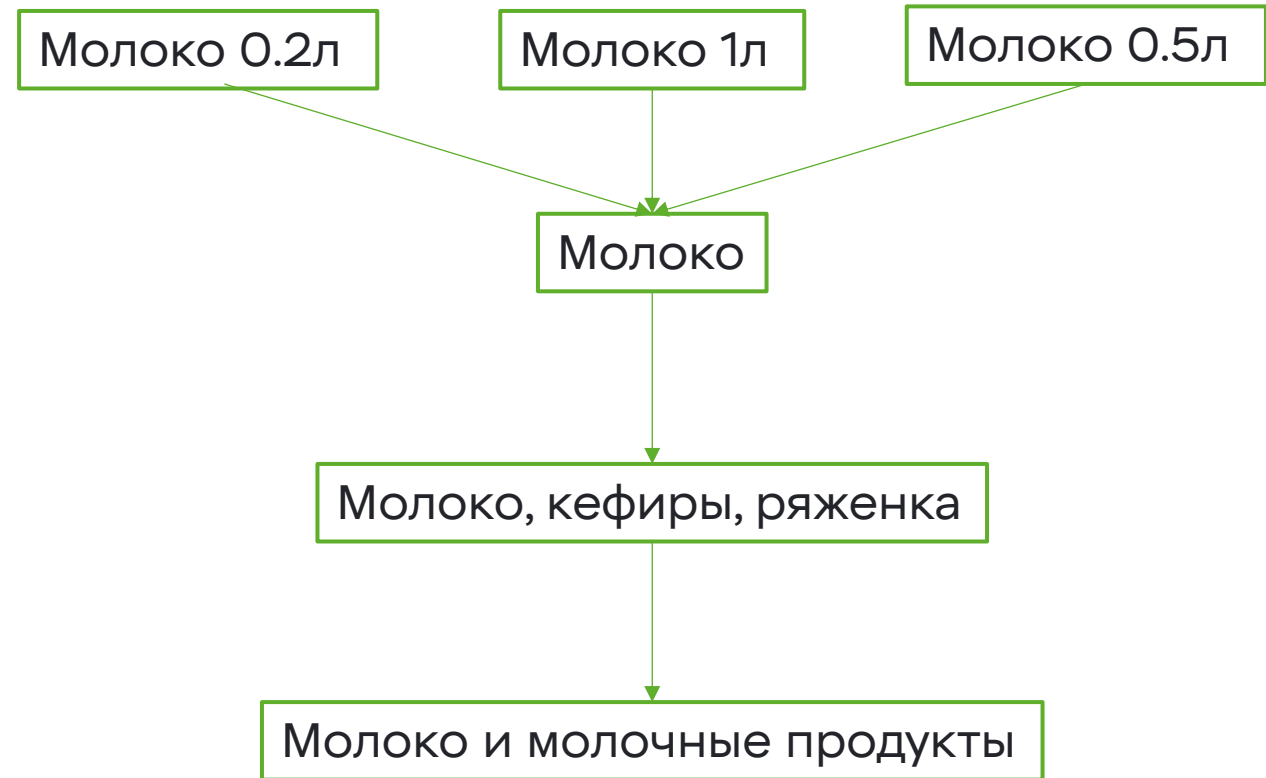 Молоко 0.2л
Молоко 1л
Молоко 0.5л
Молоко
Молоко, кефиры, ряженка
Молоко и молочные продукты